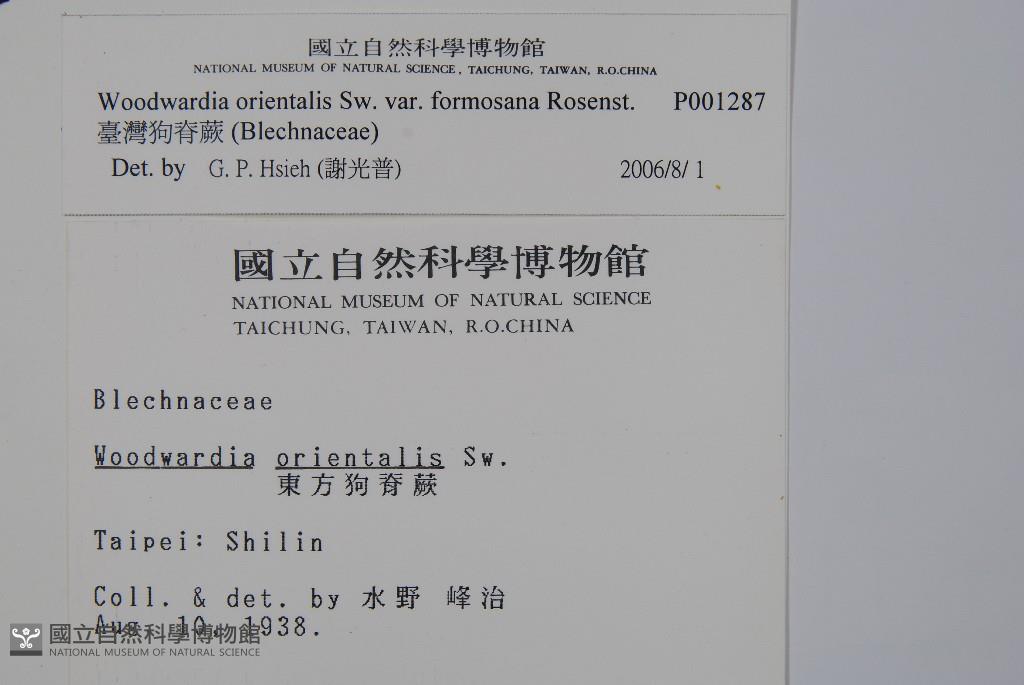 國立自然科學博物館
NATIONAL MUSEUM OF NATURAL SCIENCE, TAICHUNG, TAIWAN, R.O.CHINA
Woodwardia orientalis Sw. var. formosana Rosenst. P001287
臺灣狗脊蕨 (Blechnaceae)
Det. by G. P. Hsieh (謝光普) 2006/8/ 1
國立自然科學博物館
NATIONAL MUSEUM OF NATURAL SCIENCE
TAICHUNG, TAIWAN, R.O.CHINA
Blechnaceae
Woodwardia orientalis Sw.
東方狗脊蕨
Taipei: Shilin
Coll. & det. by 水野 峰治
Aug. 10, 1938.
國立自然科學博物館
NATIONAL MUSEUM OF NATURAL SCIENCE